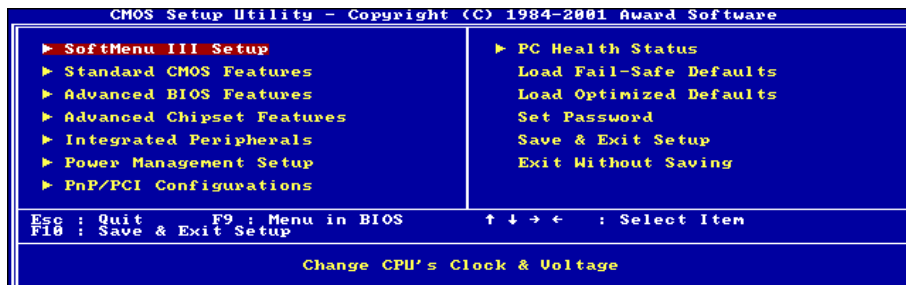 CMOS Setup Utility - Copyright (C) 1984-2001 Award Software
► SoftMenu III Setup
► Standard CMOS Features
► Advanced BIOS Features
► Advanced Chipset Features
► Integrated Peripherals
► Power Management Setup
► PnP/PCI Configurations
► PC Health Status
Load Fail-Safe Defaults
Load Optimized Defaults
Set Password
Save & Exit Setup
Exit Without Saving
Esc : Quit F9 : Menu in BIOS ↑ ↓ → ← : Select Item
F10 : Save & Exit Setup
Change CPU's Clock & Voltage